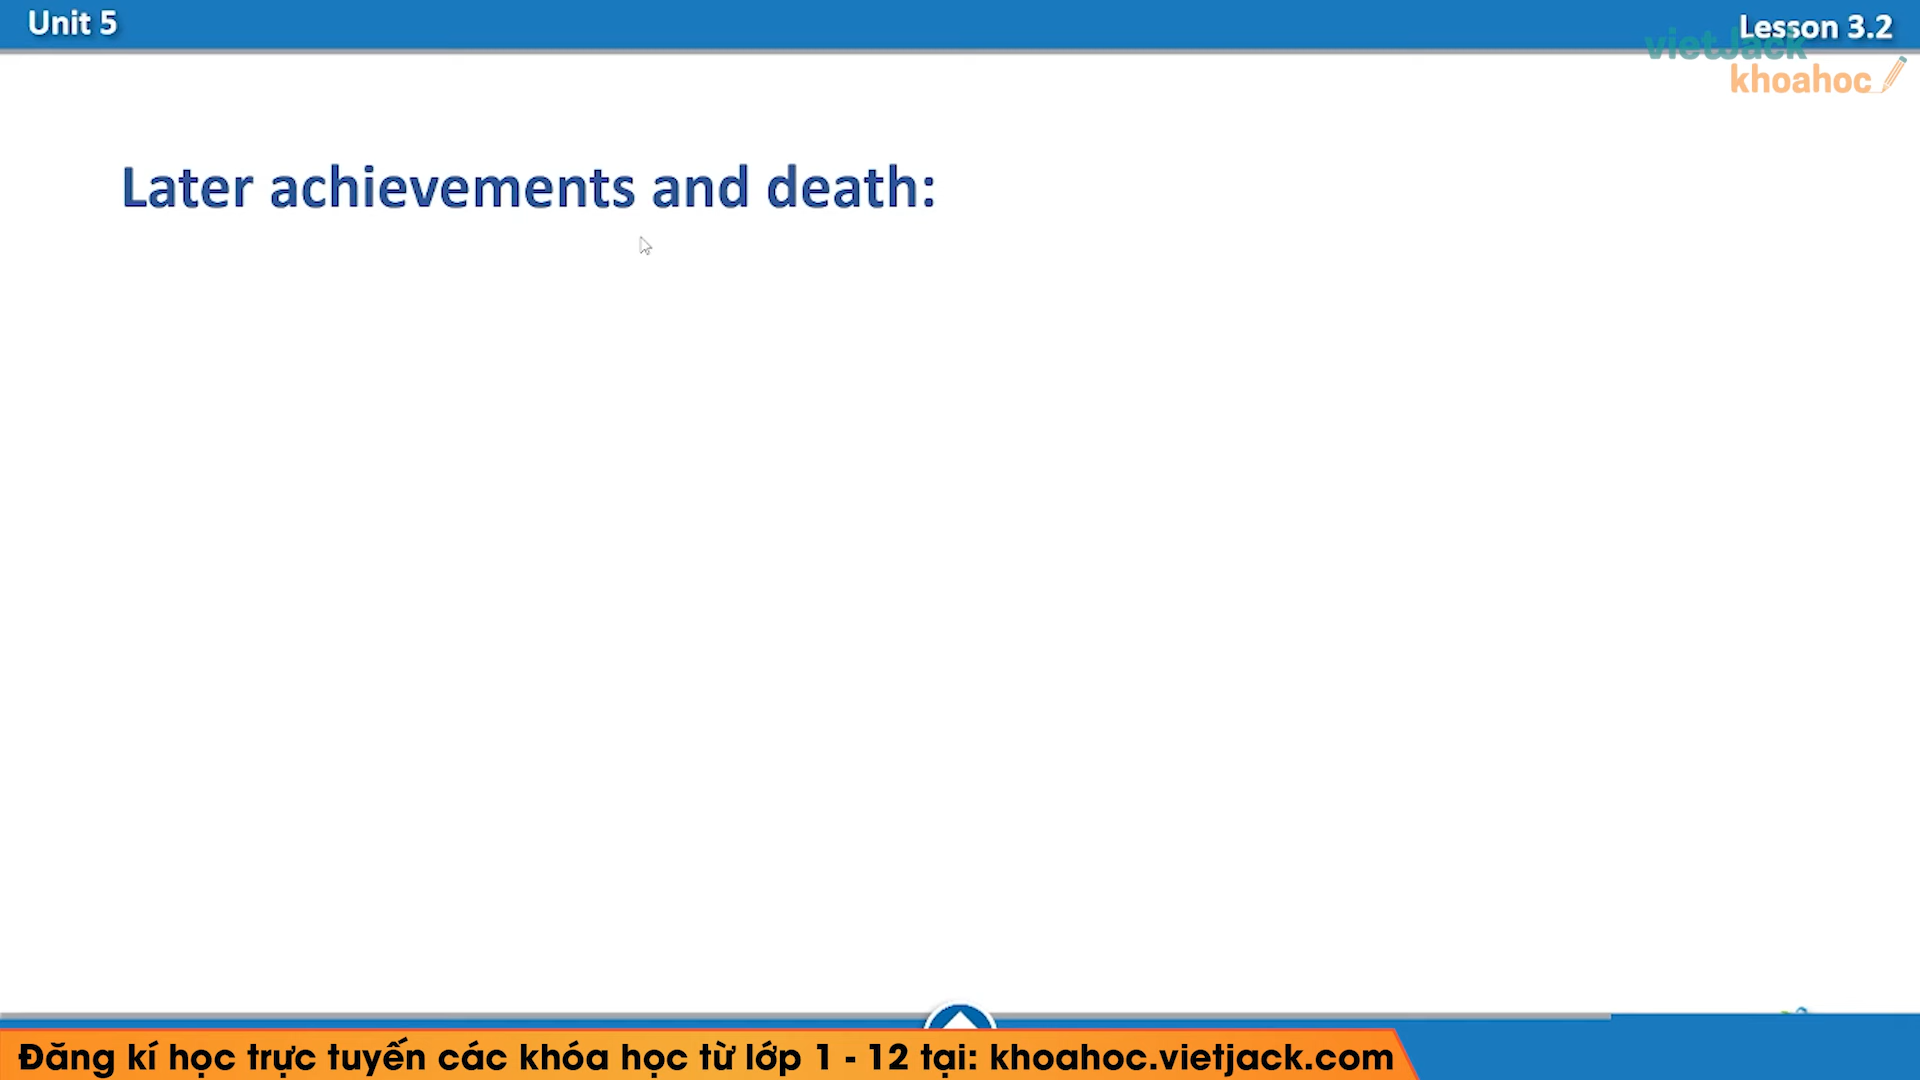 Unit 5
Lesson 3.2
vietJack
khoahoc
Later achievements and death:
Đăng kí học trực tuyến các khóa học từ lớp 1 - 12 tại: khoahoc.vietjack.com